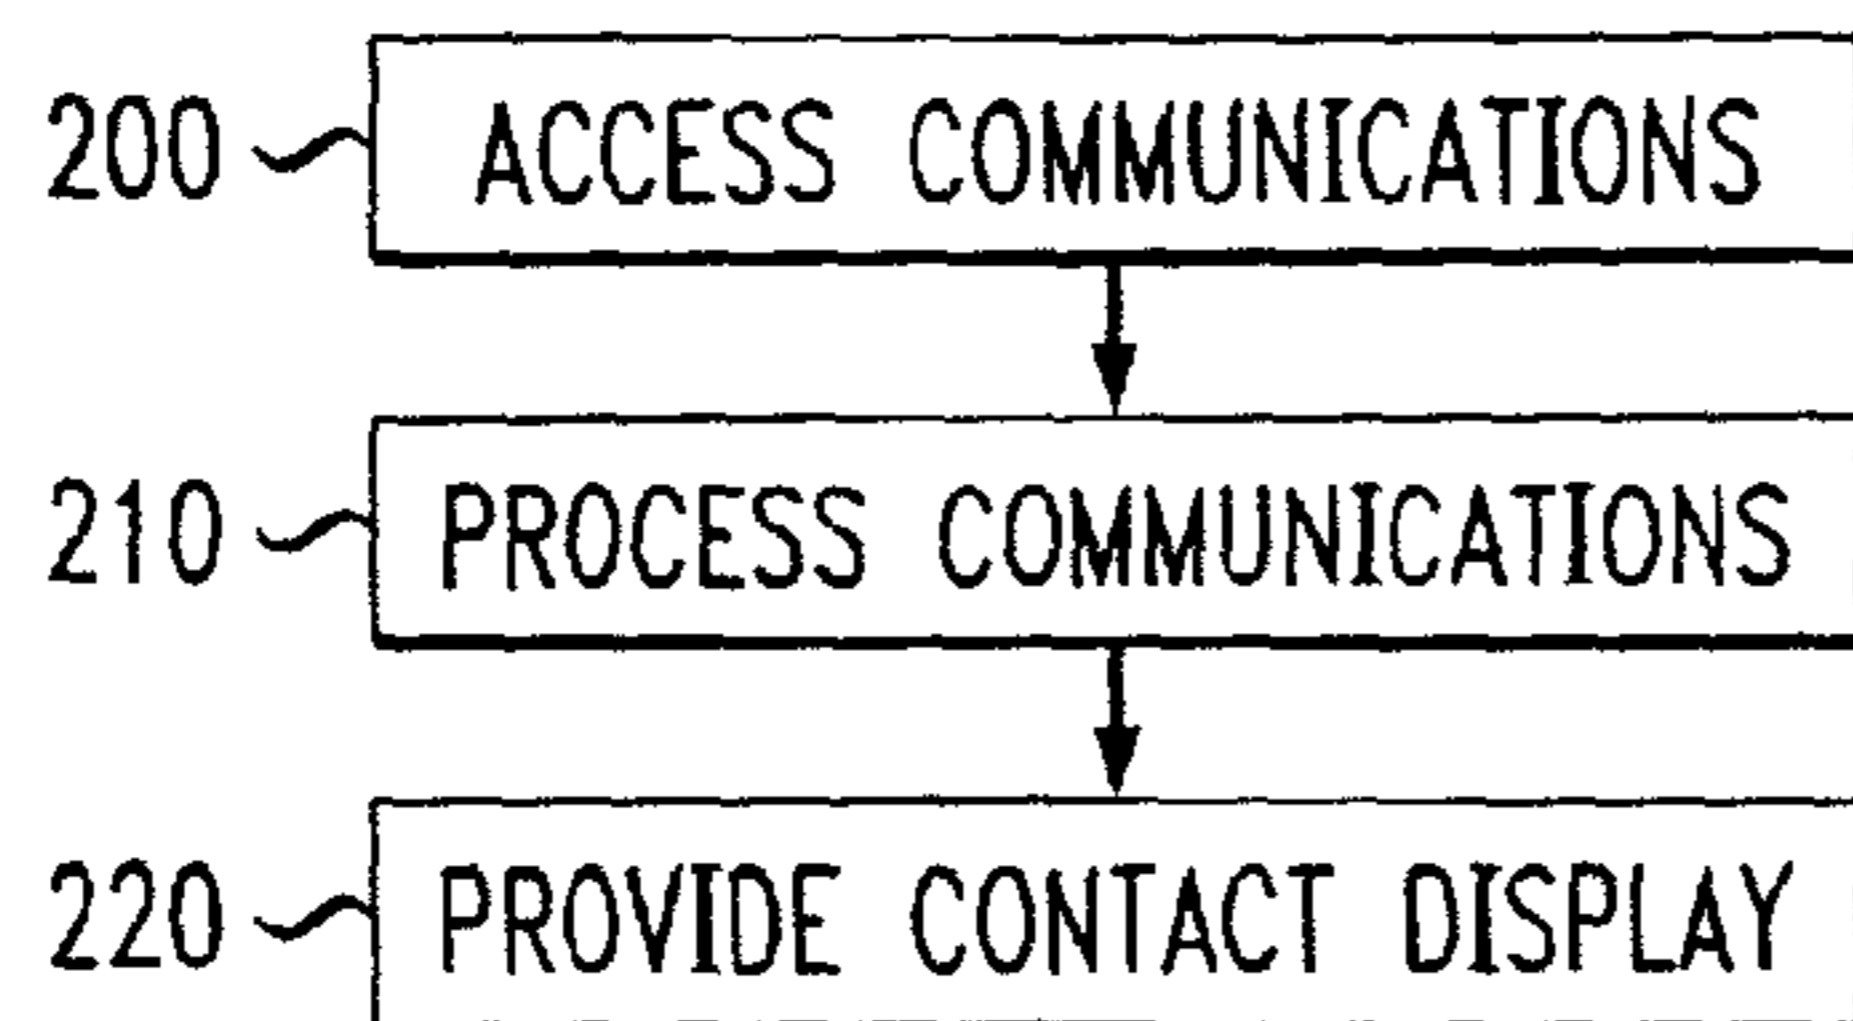 200 ACCESS COMMUNICATIONS
210 PROCESS COMMUNICATIONS
220 PROVIDE CONTACT DISPLAY